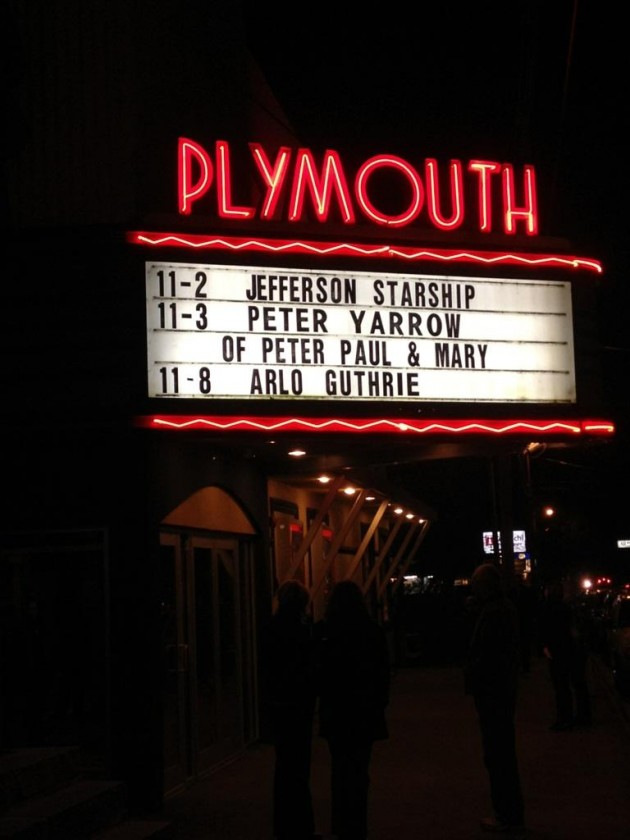 PLYMOUTH
11-2 JEFFERSON STARSHIP
11-3 PETER YARROW
OF PETER PAUL & MARY
11-8 ARLO GUTHRIE